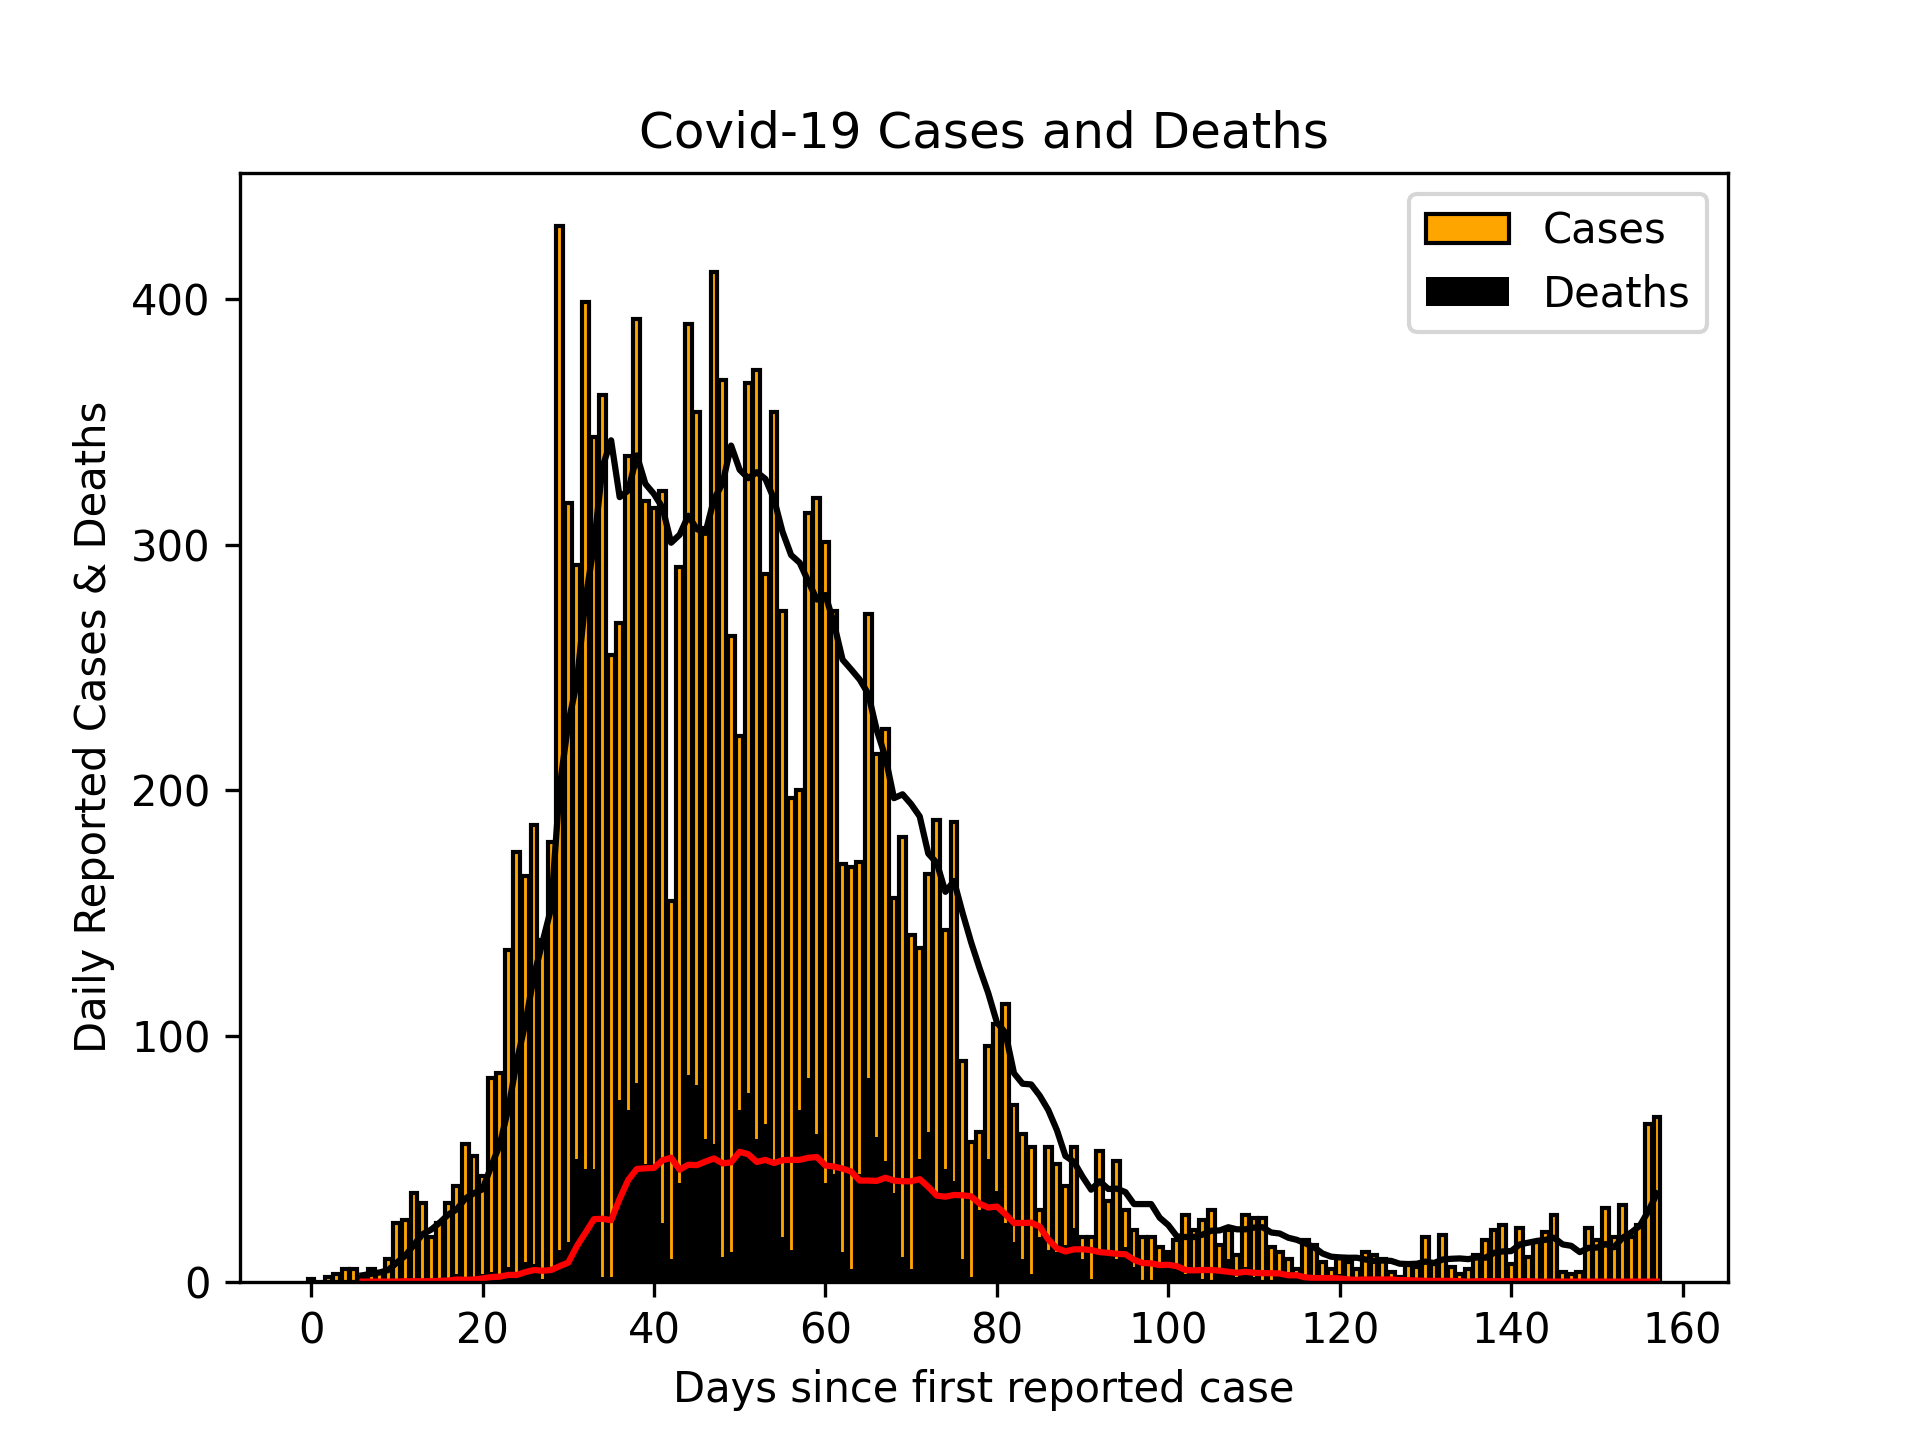 Covid-19 Cases and Deaths
Cases
Deaths
Daily Reported Cases & Deaths
400
300
200
100
0
0 20 40 60 80 100 120 140 160
Days since first reported case